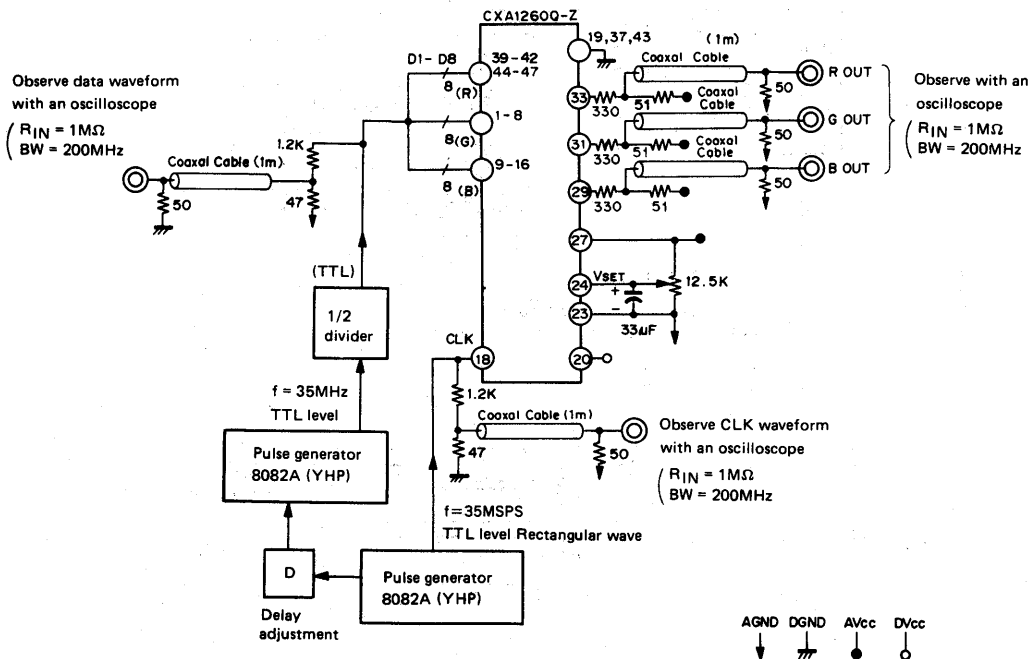 CXA1260Q-Z
19,37,43
(1m)
Coaxal Cable
R OUT
50
D1- D8
39-42
44-47
8 (R)
33
330
51
Coaxal
Cable
G OUT
50
1-8
8(G)
31
330
51
Coaxal
Cable
B OUT
50
9-16
8 (B)
29
330
51
Observe with an
oscilloscope
RIN = 1MΩ
BW = 200MHz
Observe data waveform
with an oscilloscope
( RIN = 1MΩ
BW = 200MHz
Coaxal Cable (1m)
1.2K
50
47
27
24
VSET
+
-
12.5K
23
33μF
(TTL)
1/2
divider
CLK
18
20
f = 35MHz
TTL level
1.2K
Coaxal Cable (1m)
47
50
Observe CLK waveform
with an oscilloscope
( RIN = 1MΩ
BW = 200MHz
Pulse generator
8082A (YHP)
f=35MSPS
TTL level Rectangular wave
D
Delay
adjustment
Pulse generator
8082A (YHP)
AGND DGND AVcc DVcc